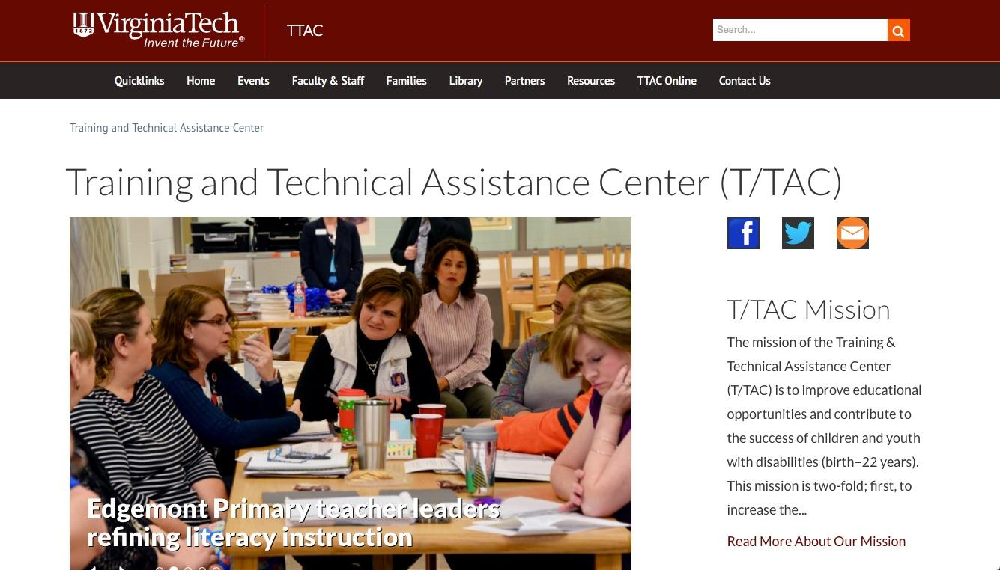 VirginiaTech
1872
Invent the Future®
TTAC
Search...
Quicklinks Home Events Faculty & Staff Families Library Partners Resources TTAC Online Contact Us
Training and Technical Assistance Center
Training and Technical Assistance Center (T/TAC)
Edgemont Primary teacher leaders
refining literacy instruction
f
T/TAC Mission
The mission of the Training &
Technical Assistance Center
(T/TAC) is to improve educational
opportunities and contribute to
the success of children and youth
with disabilities (birth–22 years).
This mission is two-fold; first, to
increase the...
Read More About Our Mission